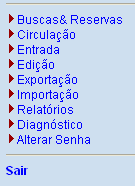 Buscas& Reservas
Circulação
Entrada
Edição
Exportação
Importação
Relatórios
Diagnóstico
Alterar Senha
Sair